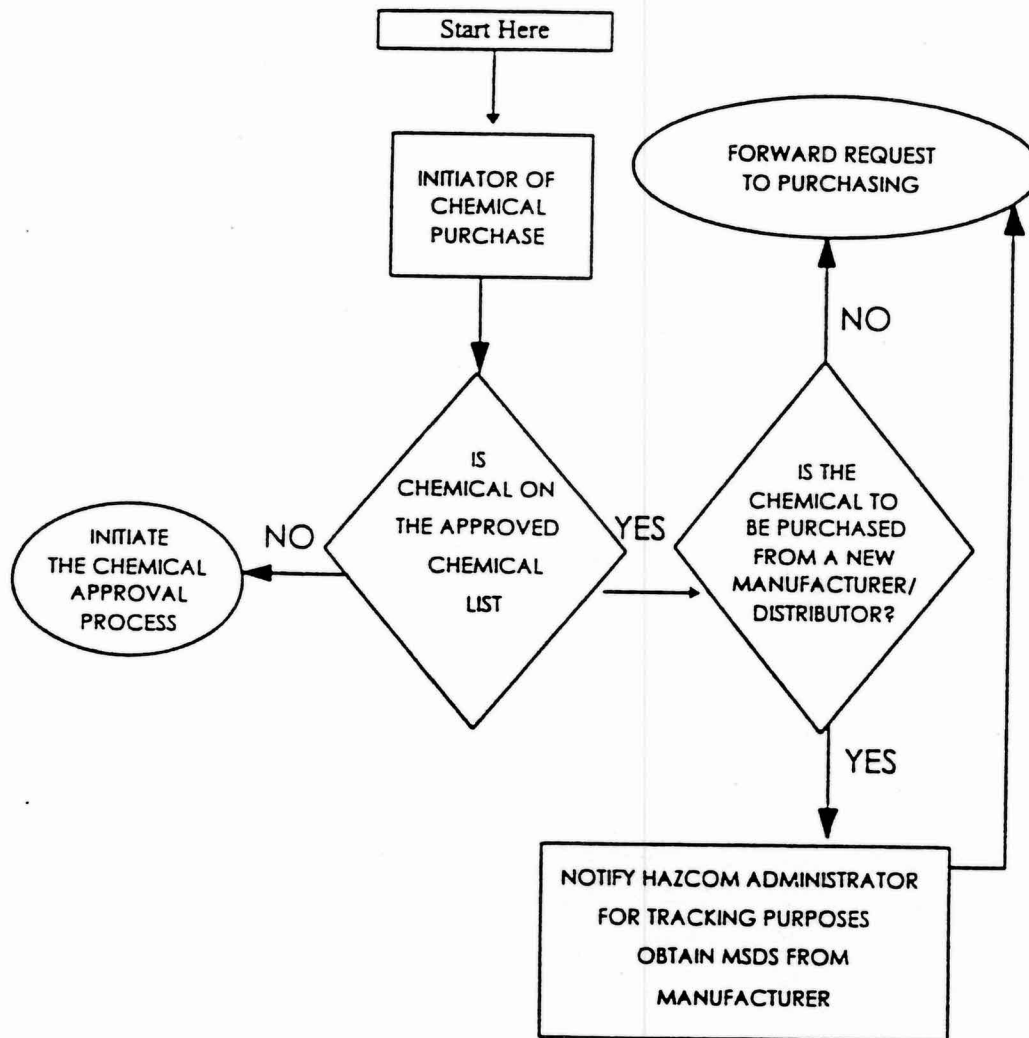 Start Here
INITIATOR OF
CHEMICAL
PURCHASE
FORWARD REQUEST
TO PURCHASING
NO
IS
CHEMICAL ON
THE APPROVED
CHEMICAL
LIST
NO
YES
INITIATE
THE CHEMICAL
APPROVAL
PROCESS
IS THE
CHEMICAL TO
BE PURCHASED
FROM A NEW
MANUFACTURER/
DISTRIBUTOR?
YES
NOTIFY HAZCOM ADMINISTRATOR
FOR TRACKING PURPOSES
OBTAIN MSDS FROM
MANUFACTURER